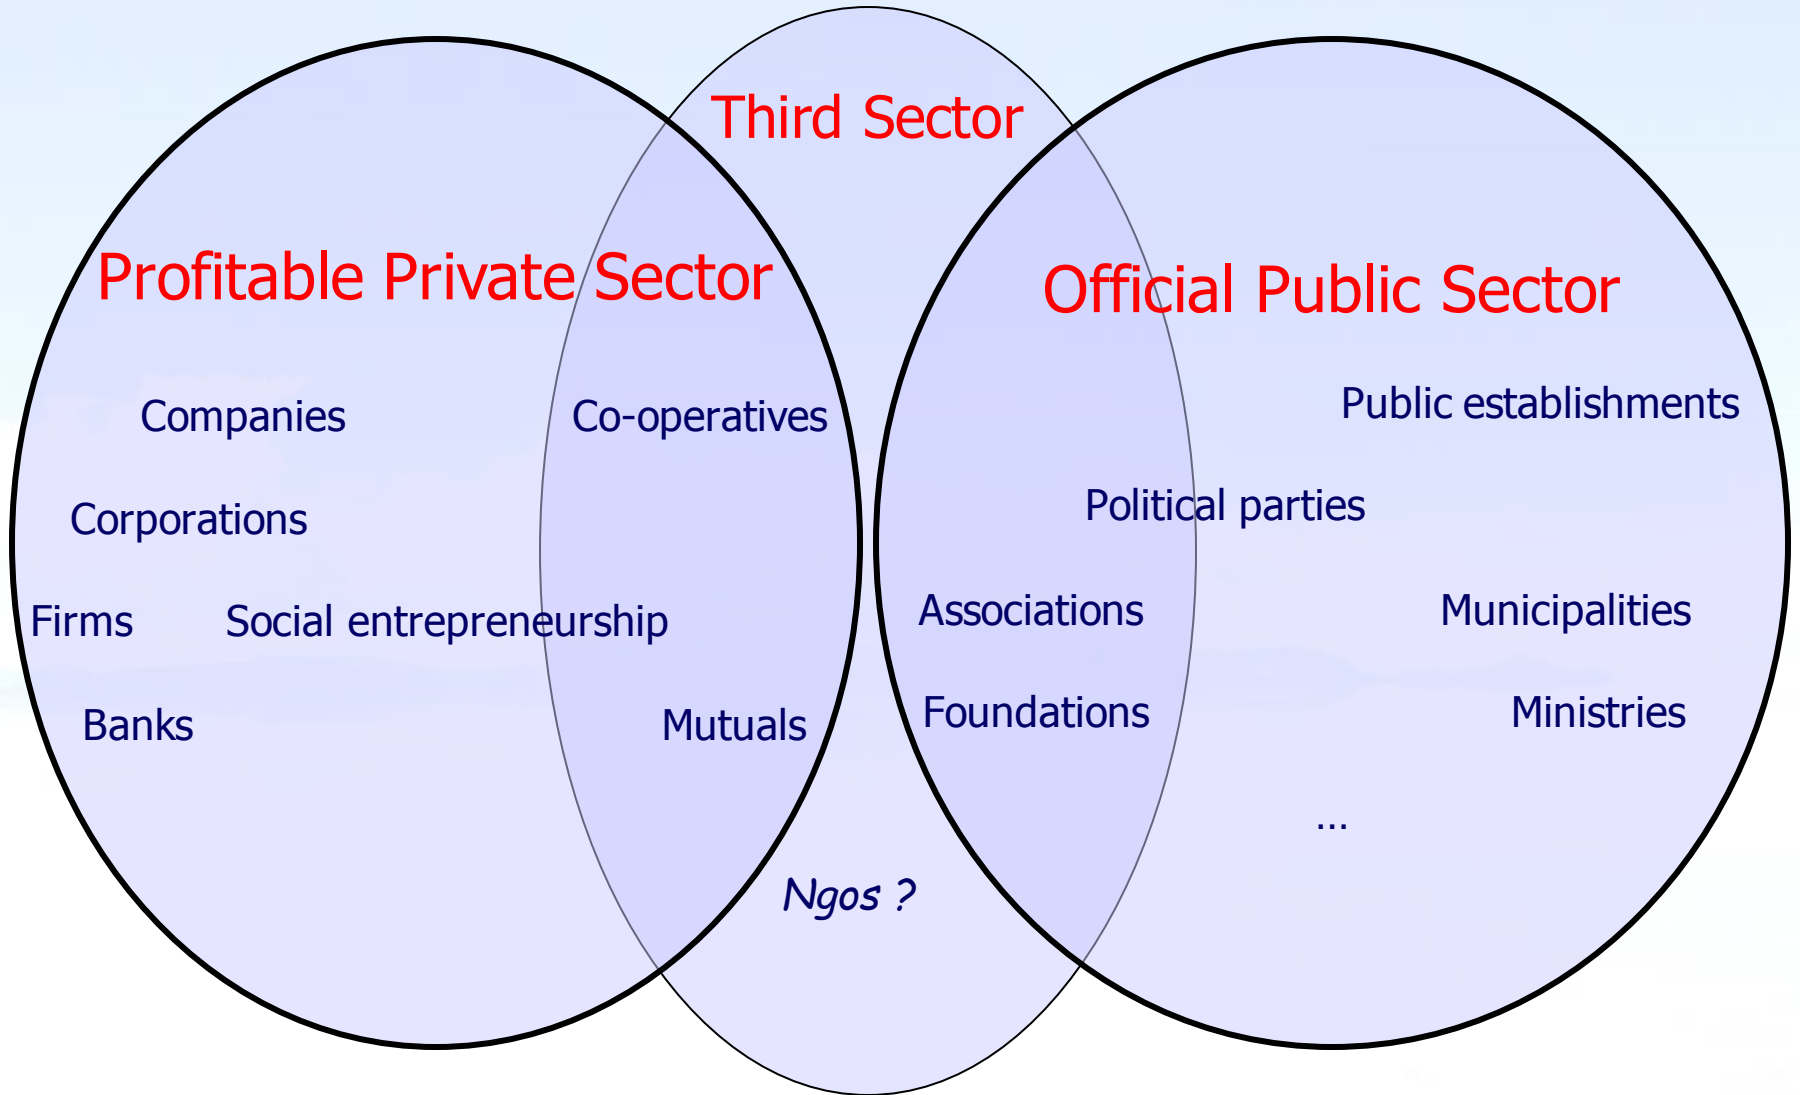 Third Sector
Profitable Private Sector
Official Public Sector
Companies
Co-operatives
Public establishments
Corporations
Political parties
Firms
Social entrepreneurship
Associations
Municipalities
Banks
Mutuals
Foundations
Ministries
...
Ngos ?